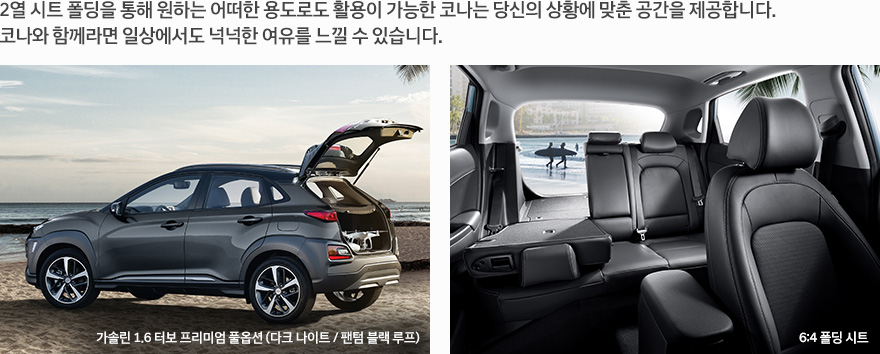 2열 시트 폴딩을 통해 원하는 어떠한 용도로도 활용이 가능한 코나는 당신의 상황에 맞춘 공간을 제공합니다.
코나와 함께라면 일상에서도 넉넉한 여유를 느낄 수 있습니다.
가솔린 1.6 터보 프리미엄 풀옵션 (다크 나이트 / 팬텀 블랙 루프)
6:4 폴딩 시트